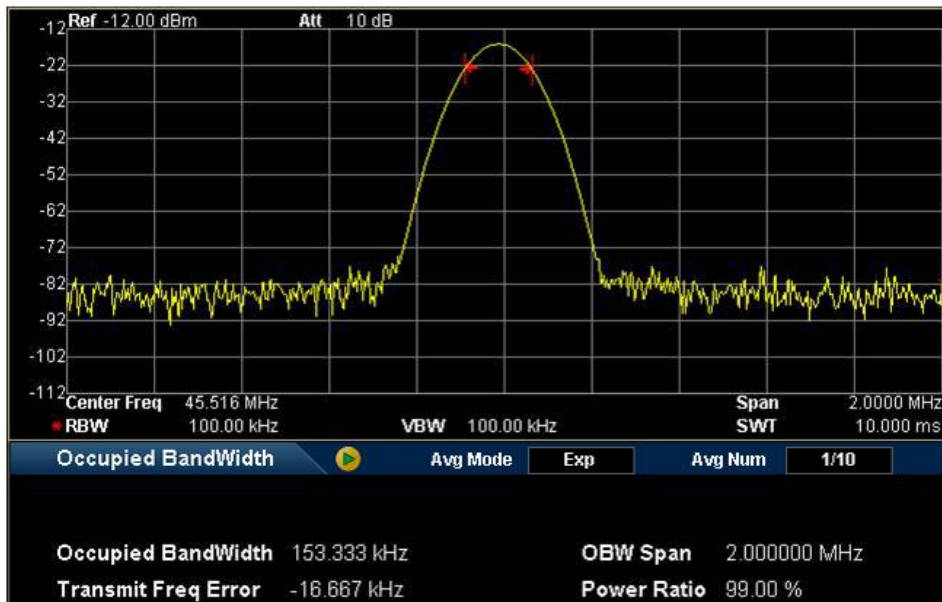 Ref -12.00 dBm Att 10 dB
-12
-22
-32
-42
-52
-62
-72
-82
-92
-102
-112
Center Freq 45.516 MHz Span 2.0000 MHz
*RBW 100.00 kHz VBW 100.00 kHz SWT 10.000 ms
Occupied BandWidth Avg Mode Exp Avg Num 1/10
Occupied BandWidth 153.333 kHz OBW Span 2.000000 MHz
Transmit Freq Error -16.667 kHz Power Ratio 99.00 %